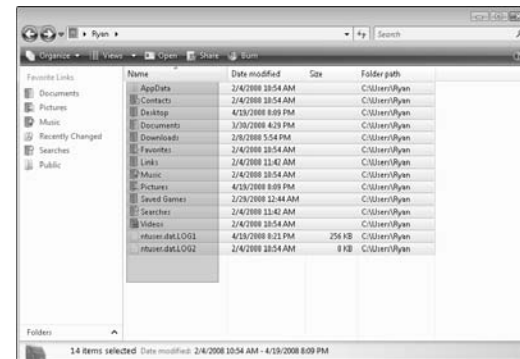 Ryan
Search
Organize Views Open Share Burn
Favorite Links
Documents
Pictures
Music
Recently Changed
Searches
Public
Folders
Name Date modified Size Folder path
AppData 2/4/2008 10:54 AM C:\Users\Ryan
Contacts 2/4/2008 10:54 AM C:\Users\Ryan
Desktop 4/19/2008 8:09 PM C:\Users\Ryan
Documents 3/30/2008 4:29 PM C:\Users\Ryan
Downloads 2/8/2008 5:54 PM C:\Users\Ryan
Favorites 2/4/2008 10:54 AM C:\Users\Ryan
Links 2/4/2008 11:42 AM C:\Users\Ryan
Music 2/4/2008 10:54 AM C:\Users\Ryan
Pictures 4/19/2008 8:09 PM C:\Users\Ryan
Saved Games 2/29/2008 12:44 AM C:\Users\Ryan
Searches 2/4/2008 11:42 AM C:\Users\Ryan
Videos 2/4/2008 10:54 AM C:\Users\Ryan
ntuser.dat.LOG1 4/19/2008 8:21 PM 256 KB C:\Users\Ryan
ntuser.dat.LOG2 2/4/2008 10:54 AM 0 KB C:\Users\Ryan
14 items selected Date modified: 2/4/2008 10:54 AM - 4/19/2008 8:09 PM